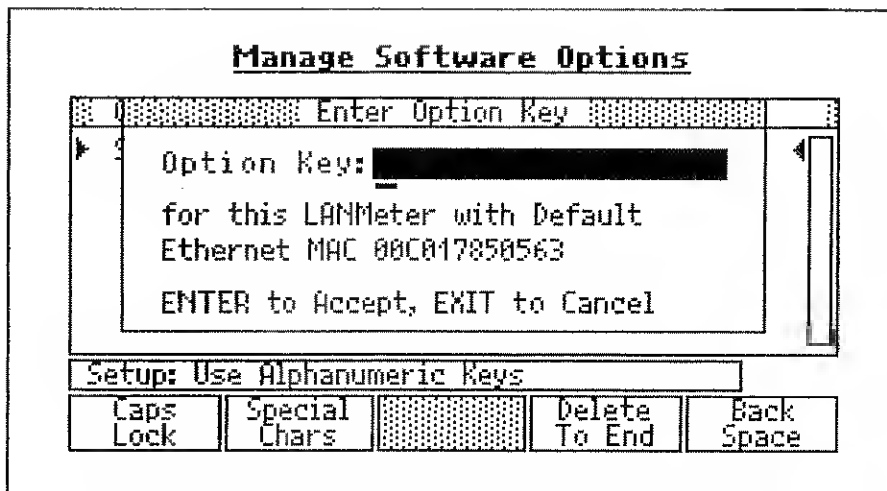 Manage Software Options
Enter Option Key
Option Key:
for this LANMeter with Default
Ethernet MAC 00C017850563
ENTER to Accept, EXIT to Cancel
Setup: Use Alphanumeric Keys
Caps Lock
Special Chars
Delete To End
Back Space